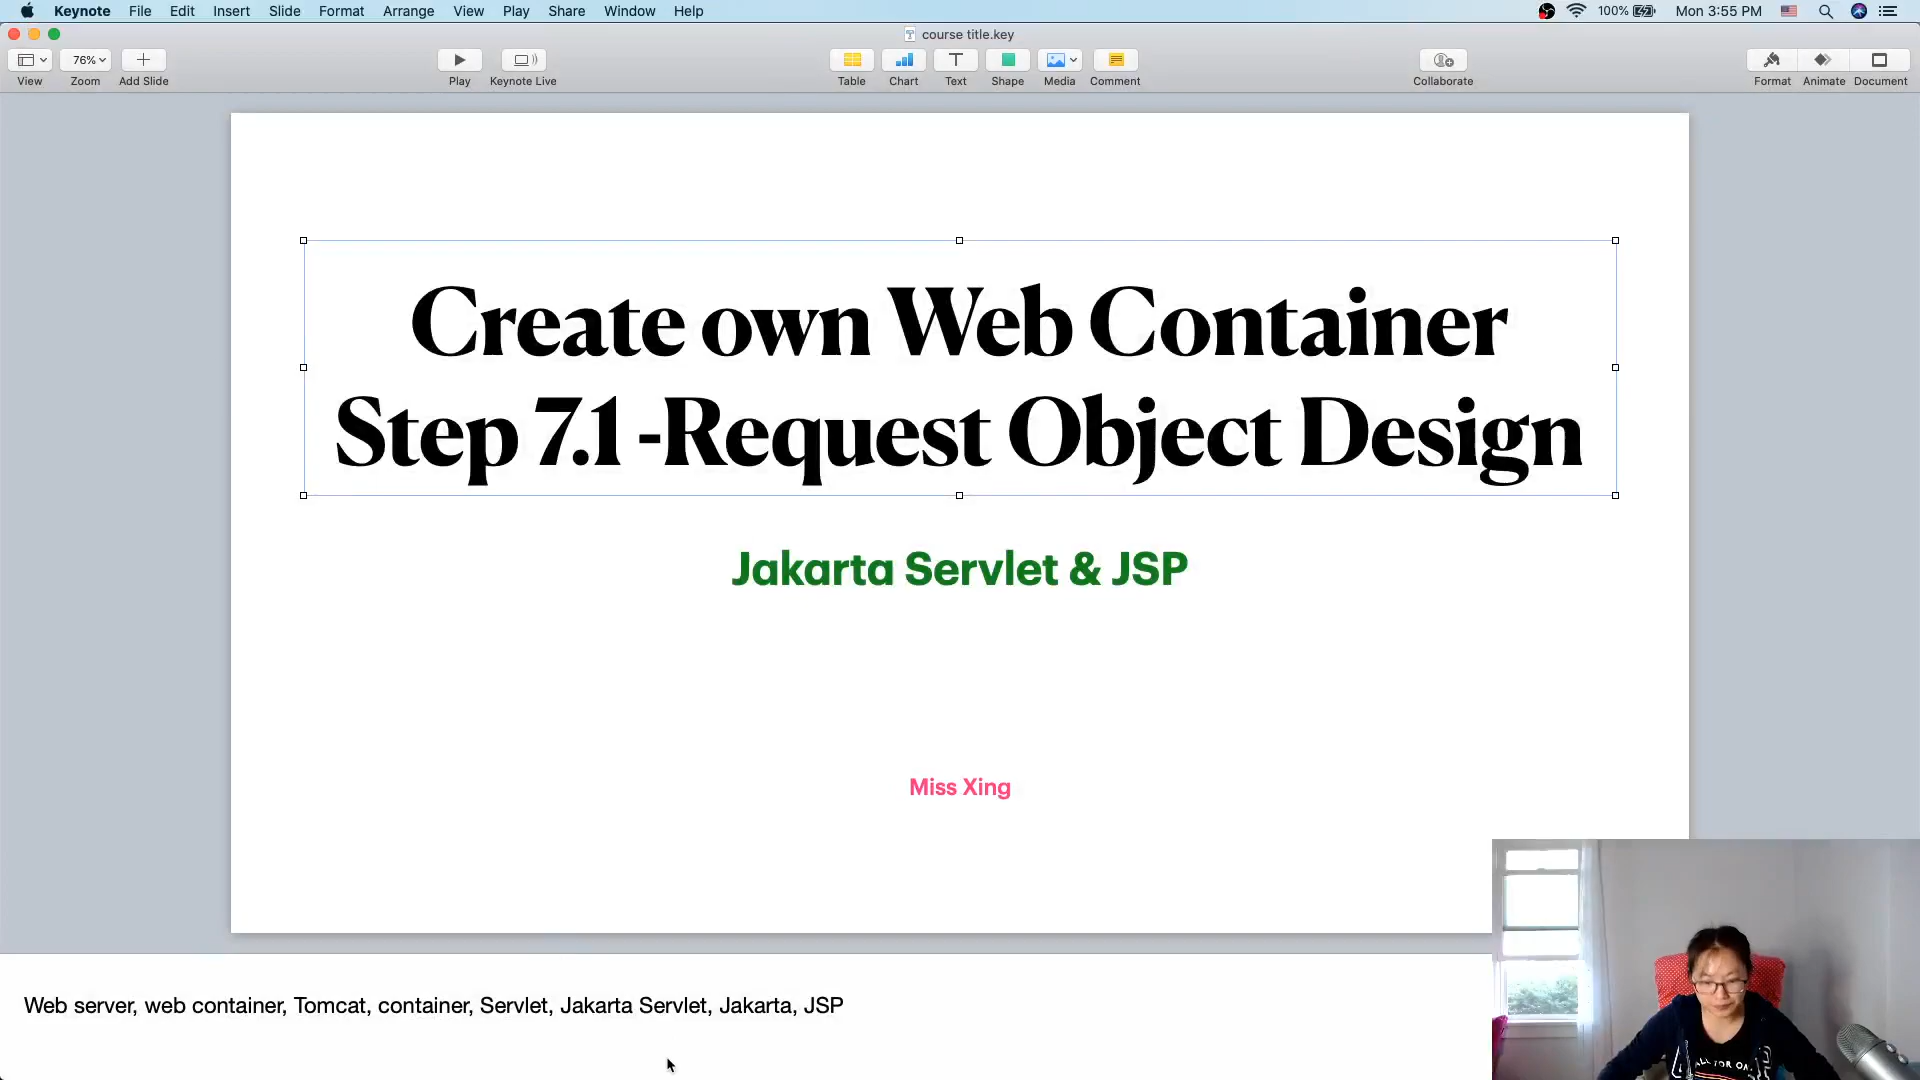 Keynote File Edit Insert Slide Format Arrange View Play Share Window Help 100% Mon 3:55 PM
course title.key
76%
View Zoom Add Slide Play Keynote Live Table Chart Text Shape Media Comment Collaborate Format Animate Document
Create own Web Container
Step 7.1 -Request Object Design
Jakarta Servlet & JSP
Miss Xing
Web server, web container, Tomcat, container, Servlet, Jakarta Servlet, Jakarta, JSP